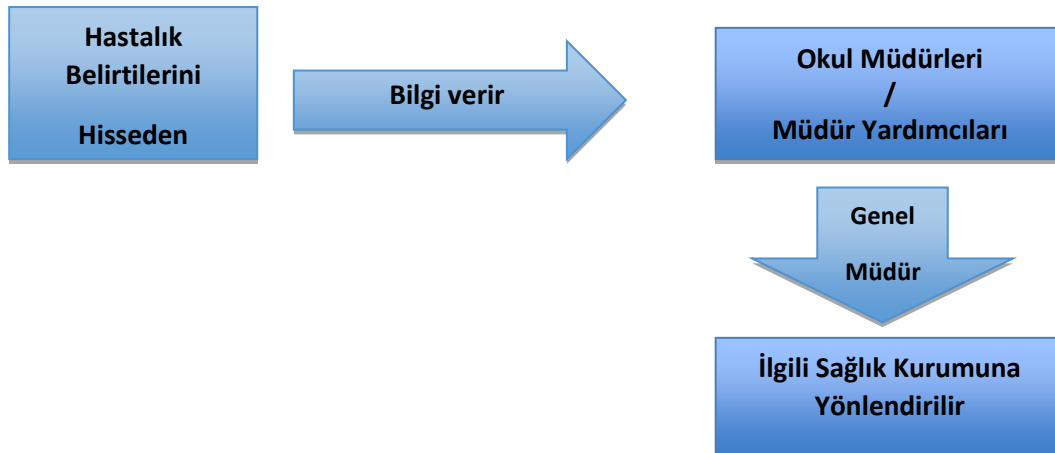 Hastalık
Belirtilerini
Hisseden
Bilgi verir
Okul Müdürleri
/
Müdür Yardımcıları
Genel
Müdür
İlgili Sağlık Kurumuna
Yönlendirilir